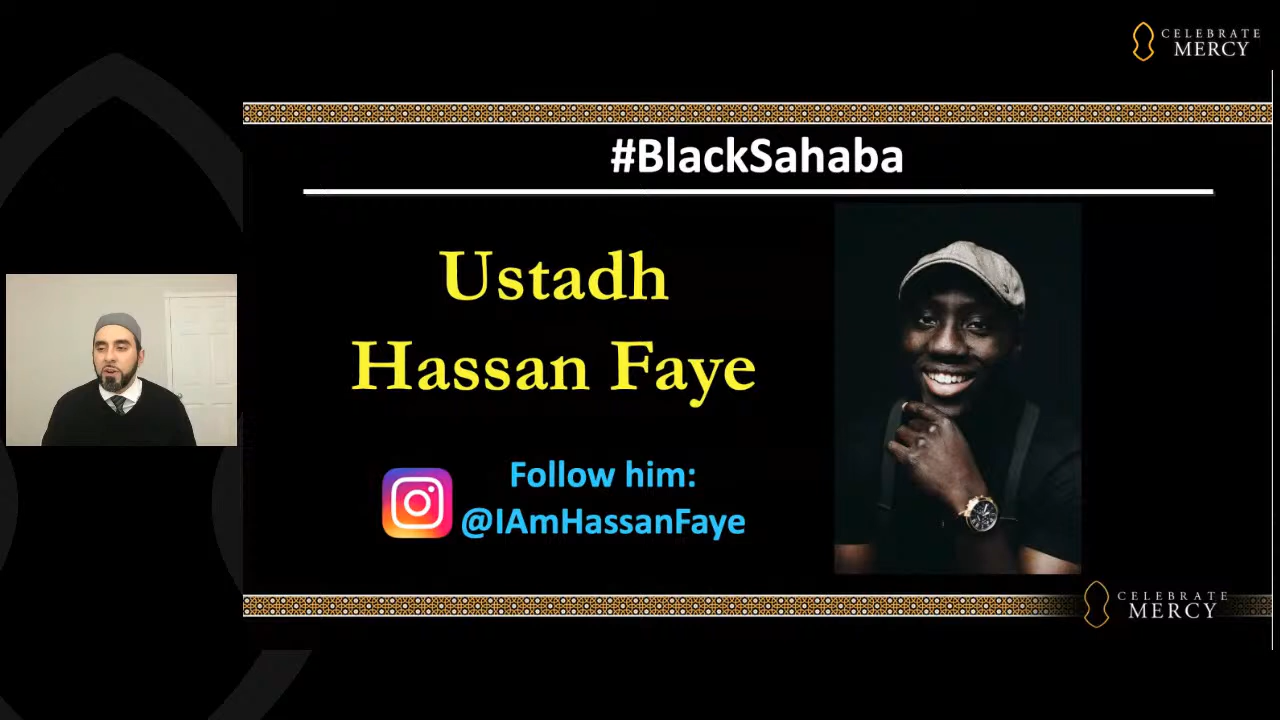 CELEBRATE
MERCY
#BlackSahaba
Ustadh
Hassan Faye
Follow him:
@IAmHassanFaye
CELEBRATE
MERCY